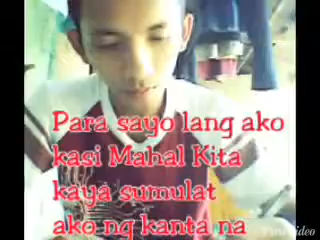 Para sayo lang ako
kasi Mahal Kita
kaya sumulat
ako ng kanta na